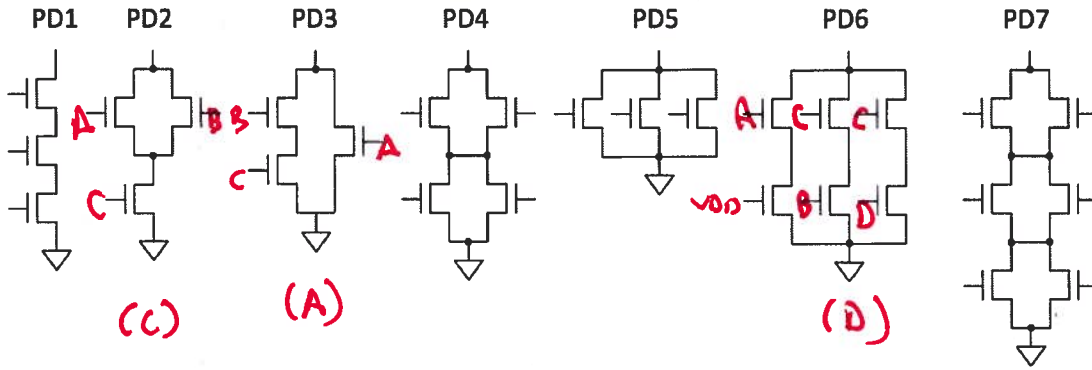 PD1 PD2 PD3 PD4 PD5 PD6 PD7
A B B A A C C
C C VDD B D
(C) (A) (D)